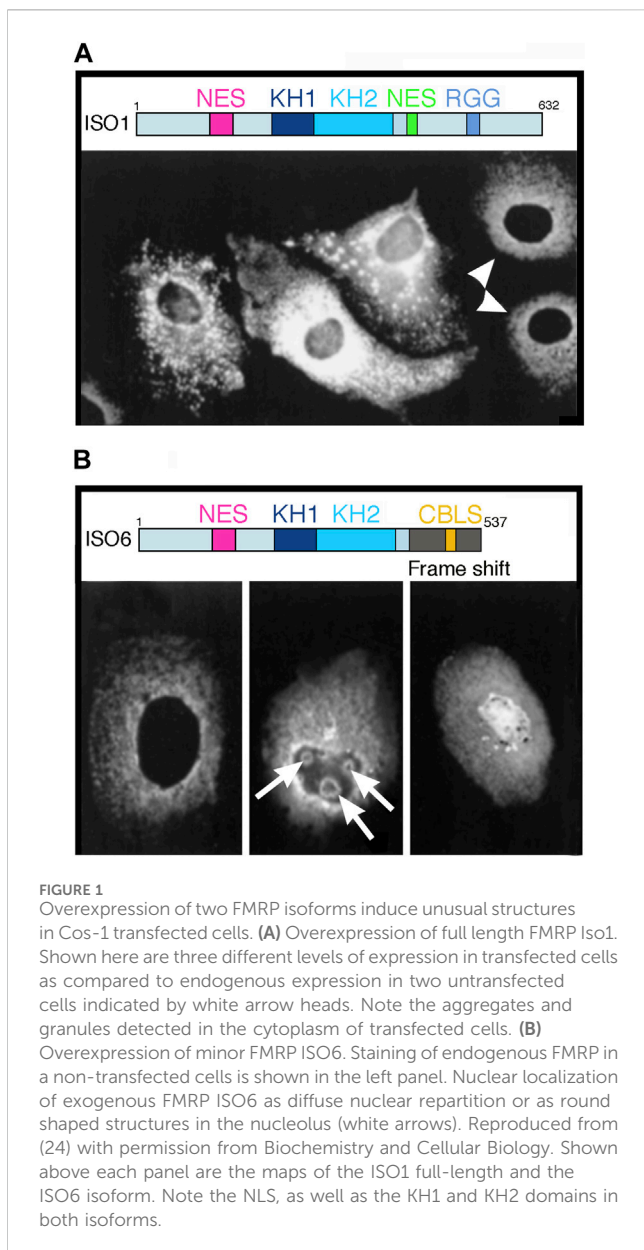 A
NES KH1 KH2 NES RGG
1 632
ISO1
B
NES KH1 KH2 CBLS
1 537
ISO6
Frame shift
FIGURE 1
Overexpression of two FMRP isoforms induce unusual structures
in Cos-1 transfected cells. (A) Overexpression of full length FMRP Iso1.
Shown here are three different levels of expression in transfected cells
as compared to endogenous expression in two untransfected
cells indicated by white arrow heads. Note the aggregates and
granules detected in the cytoplasm of transfected cells. (B)
Overexpression of minor FMRP ISO6. Staining of endogenous FMRP in
a non-transfected cells is shown in the left panel. Nuclear localization
of exogenous FMRP ISO6 as diffuse nuclear repartition or as round
shaped structures in the nucleolus (white arrows). Reproduced from
(24) with permission from Biochemistry and Cellular Biology. Shown
above each panel are the maps of the ISO1 full-length and the
ISO6 isoform. Note the NLS, as well as the KH1 and KH2 domains in
both isoforms.